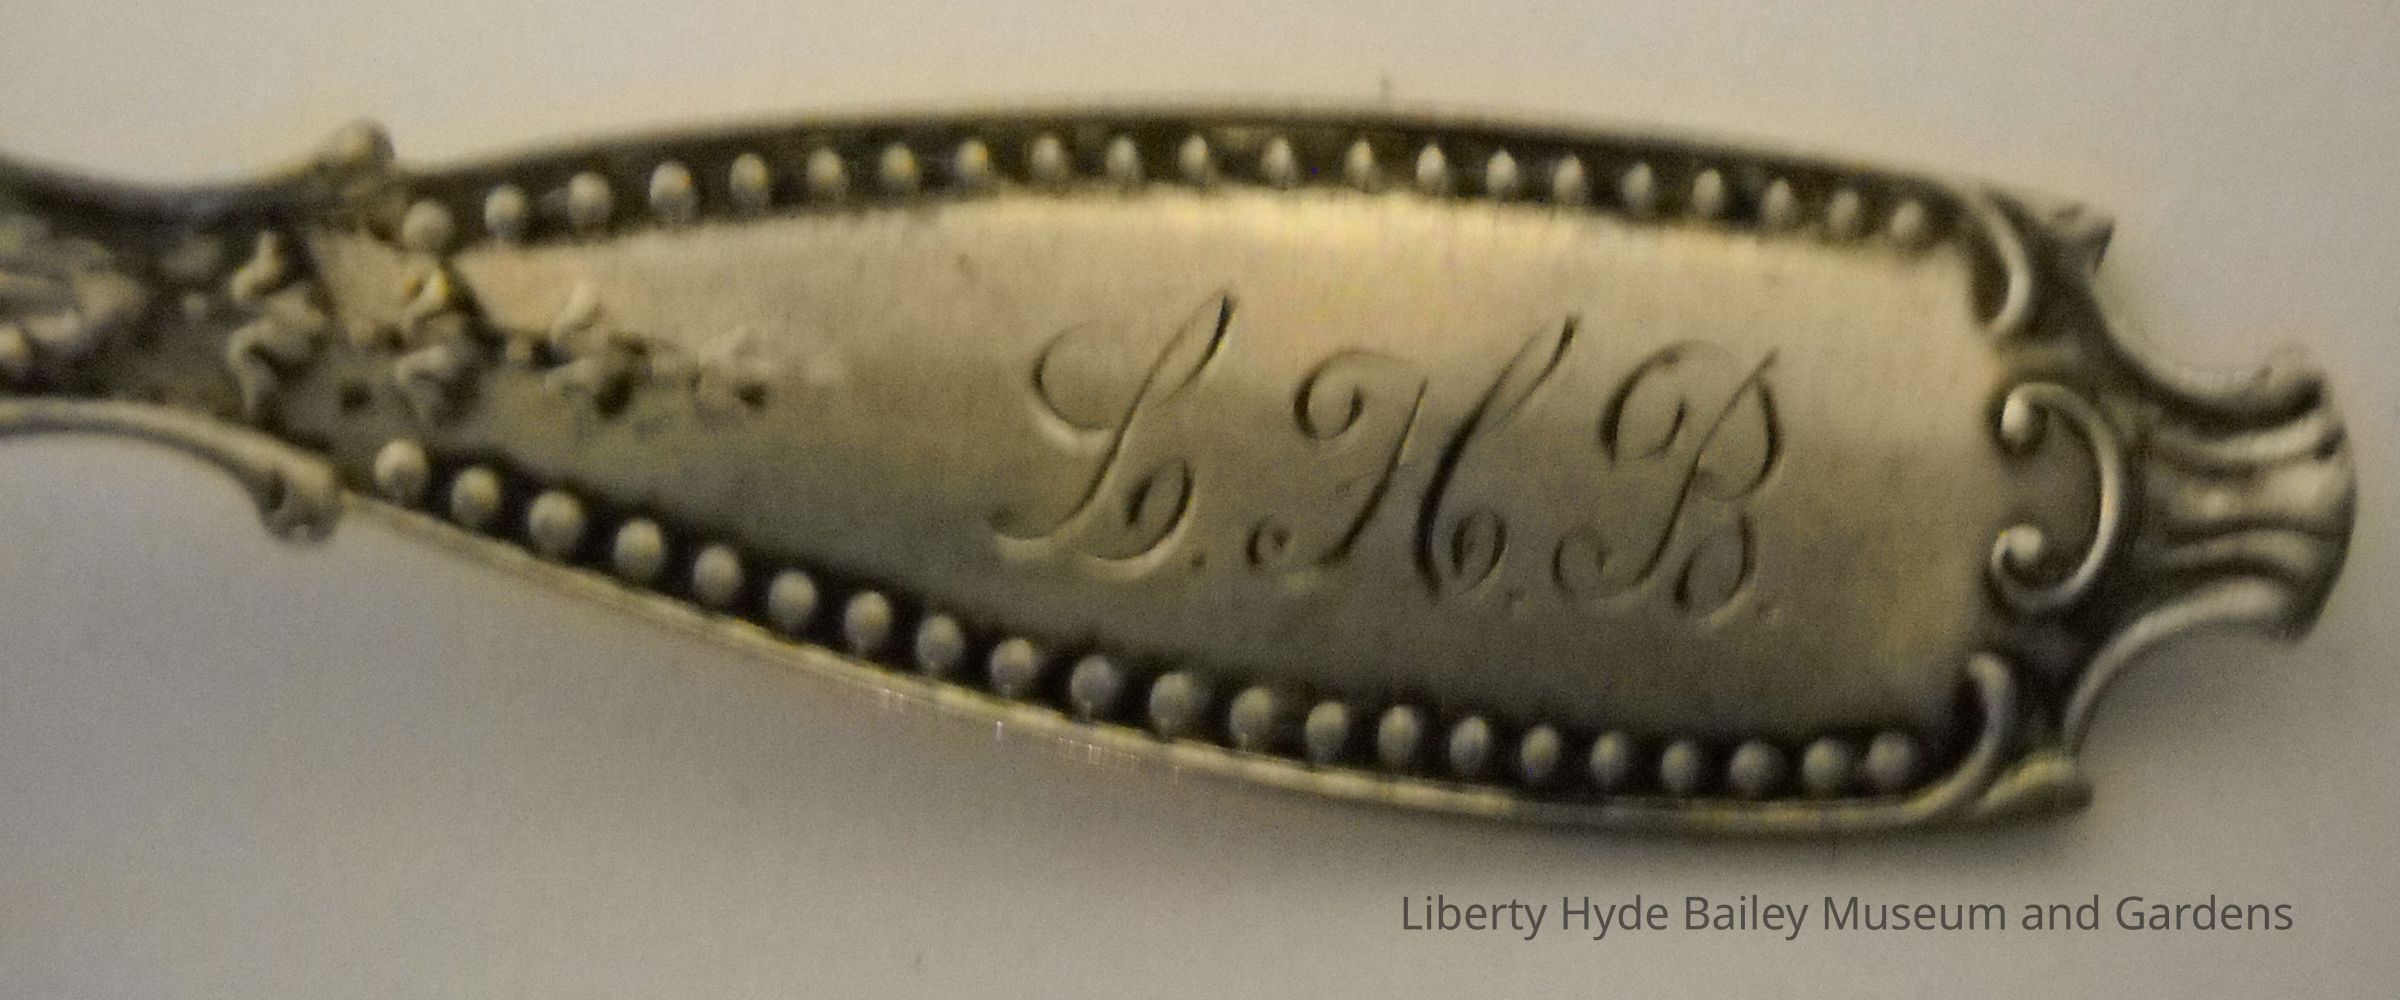 L.H.B.
Liberty Hyde Bailey Museum and Gardens